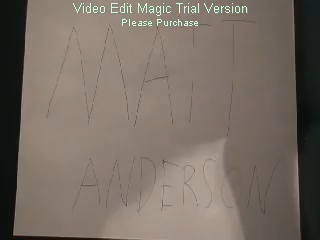 Video Edit Magic Trial Version
Please Purchase
MATT
ANDERSON